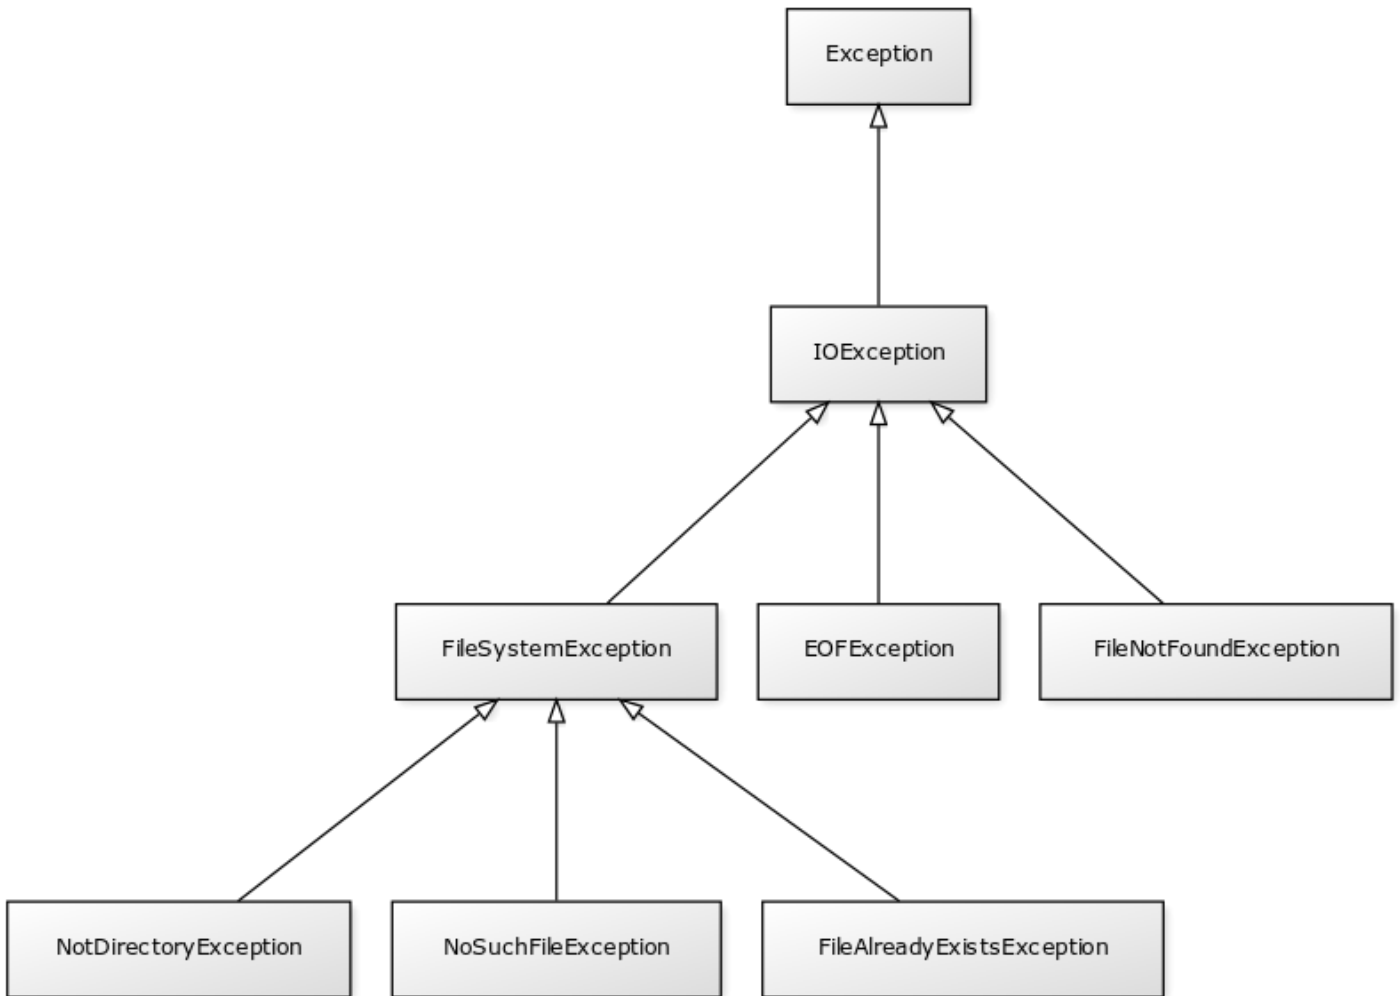 Exception
IOException
FileSystemException
EOFException
FileNotFoundException
NotDirectoryException
NoSuchFileException
FileAlreadyExistsException